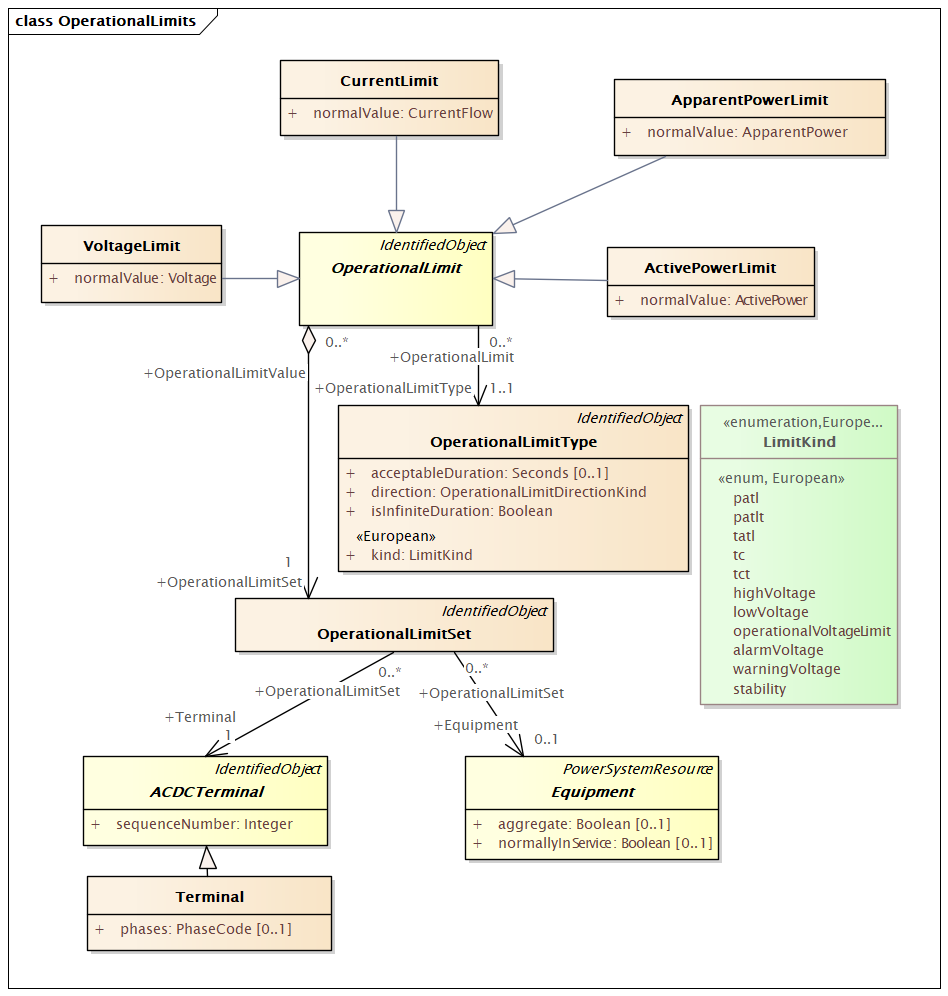 class OperationalLimits
CurrentLimit
+ normalValue: CurrentFlow
ApparentPowerLimit
+ normalValue: ApparentPower
VoltageLimit
+ normalValue: Voltage
IdentifiedObject
OperationalLimit
ActivePowerLimit
+ normalValue: ActivePower
0..*
+OperationalLimitValue
0..*
+OperationalLimit
+OperationalLimitType
1..1
IdentifiedObject
OperationalLimitType
+ acceptableDuration: Seconds [0..1]
+ direction: OperationalLimitDirectionKind
+ isInfiniteDuration: Boolean
«European»
+ kind: LimitKind
«enumeration,Europe...
LimitKind
«enum, European»
patl
patlt
tatl
tc
tct
highVoltage
lowVoltage
operationalVoltageLimit
alarmVoltage
warningVoltage
stability
1
+OperationalLimitSet
IdentifiedObject
OperationalLimitSet
0..*
+OperationalLimitSet
+Terminal
1
0..*
+OperationalLimitSet
+Equipment
0..1
IdentifiedObject
ACDCTerminal
+ sequenceNumber: Integer
PowerSystemResource
Equipment
+ aggregate: Boolean [0..1]
+ normallyInService: Boolean [0..1]
Terminal
+ phases: PhaseCode [0..1]